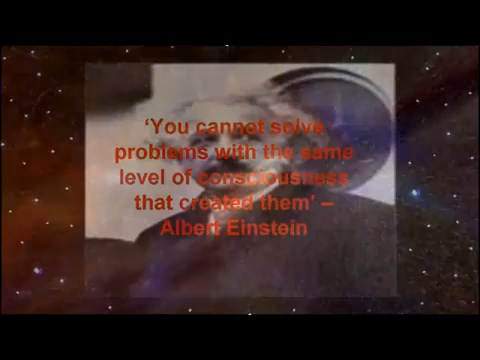 ‘You cannot solve
problems with the same
level of consciousness
that created them’ –
Albert Einstein